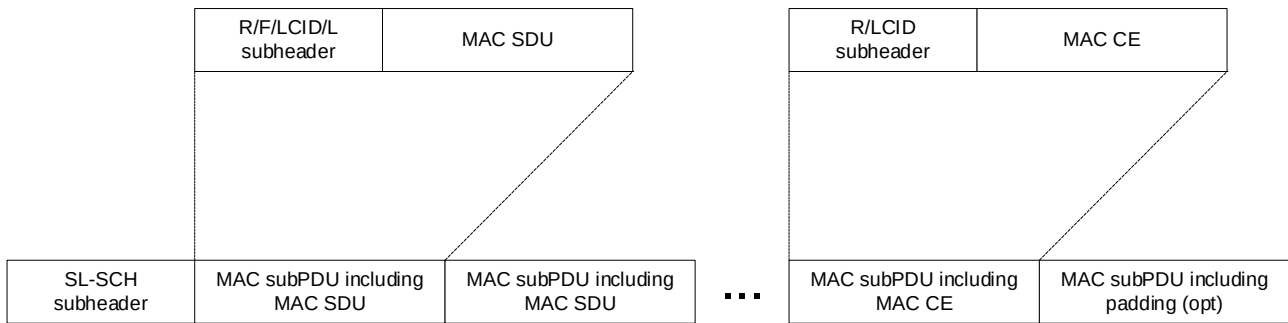 R/F/LCID/L
subheader
MAC SDU
R/LCID
subheader
MAC CE
SL-SCH
subheader
MAC subPDU including
MAC SDU
MAC subPDU including
MAC SDU
...
MAC subPDU including
MAC CE
MAC subPDU including
padding (opt)